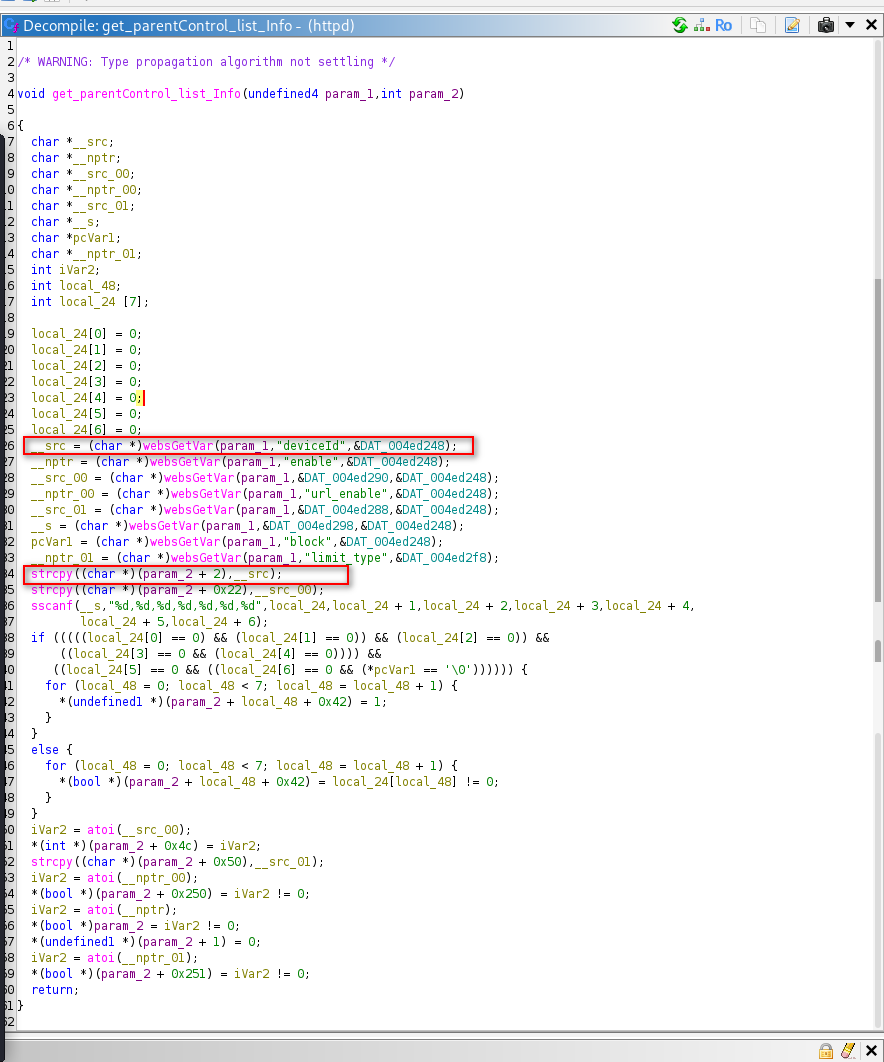 Decompile: get_parentControl_list_Info - (httpd)
Ro
1
2 /* WARNING: Type propagation algorithm not settling */
3
4 void get_parentControl_list_Info(undefined4 param_1,int param_2)
5
6 {
7 char *__src;
8 char *__nptr;
9 char *__src_00;
0 char *__nptr_00;
1 char *__src_01;
2 char *__s;
3 char *pcVar1;
4 char *__nptr_01;
5 int iVar2;
6 int local_48;
7 int local_24 [7];
8
9 local_24[0] = 0;
20 local_24[1] = 0;
21 local_24[2] = 0;
22 local_24[3] = 0;
23 local_24[4] = 0;
24 local_24[5] = 0;
25 local_24[6] = 0;
26 __src = (char *)websGetVar(param_1,"deviceId",&DAT_004ed248);
27 __nptr = (char *)websGetVar(param_1,"enable",&DAT_004ed248);
28 __src_00 = (char *)websGetVar(param_1,&DAT_004ed290,&DAT_004ed248);
29 __nptr_00 = (char *)websGetVar(param_1,"url_enable",&DAT_004ed248);
30 __src_01 = (char *)websGetVar(param_1,&DAT_004ed288,&DAT_004ed248);
31 __s = (char *)websGetVar(param_1,&DAT_004ed298,&DAT_004ed248);
32 pcVar1 = (char *)websGetVar(param_1,"block",&DAT_004ed248);
33 __nptr_01 = (char *)websGetVar(param_1,"limit_type",&DAT_004ed2f8);
34 strcpy((char *)(param_2 + 2),__src);
35 strcpy((char *)(param_2 + 0x22),__src_00);
36 sscanf(__s,"%d,%d,%d,%d,%d,%d,%d",local_24,local_24 + 1,local_24 + 2,local_24 + 3,local_24 + 4,
37 local_24 + 5,local_24 + 6);
38 if (((((local_24[0] == 0) && (local_24[1] == 0)) && (local_24[2] == 0)) &&
39 ((local_24[3] == 0 && (local_24[4] == 0)))) &&
40 ((local_24[5] == 0 && ((local_24[6] == 0 && (*pcVar1 == '\0')))))) {
41 for (local_48 = 0; local_48 < 7; local_48 = local_48 + 1) {
42 *(undefined1 *)(param_2 + local_48 + 0x42) = 1;
43 }
44 }
45 else {
46 for (local_48 = 0; local_48 < 7; local_48 = local_48 + 1) {
47 *(bool *)(param_2 + local_48 + 0x42) = local_24[local_48] != 0;
48 }
49 }
50 iVar2 = atoi(__src_00);
51 *(int *)(param_2 + 0x4c) = iVar2;
52 strcpy((char *)(param_2 + 0x50),__src_01);
53 iVar2 = atoi(__nptr_00);
54 *(bool *)(param_2 + 0x250) = iVar2 != 0;
55 iVar2 = atoi(__nptr);
56 *(bool *)param_2 = iVar2 != 0;
57 *(undefined1 *)(param_2 + 1) = 0;
58 iVar2 = atoi(__nptr_01);
59 *(bool *)(param_2 + 0x251) = iVar2 != 0;
60 return;
61 }
62